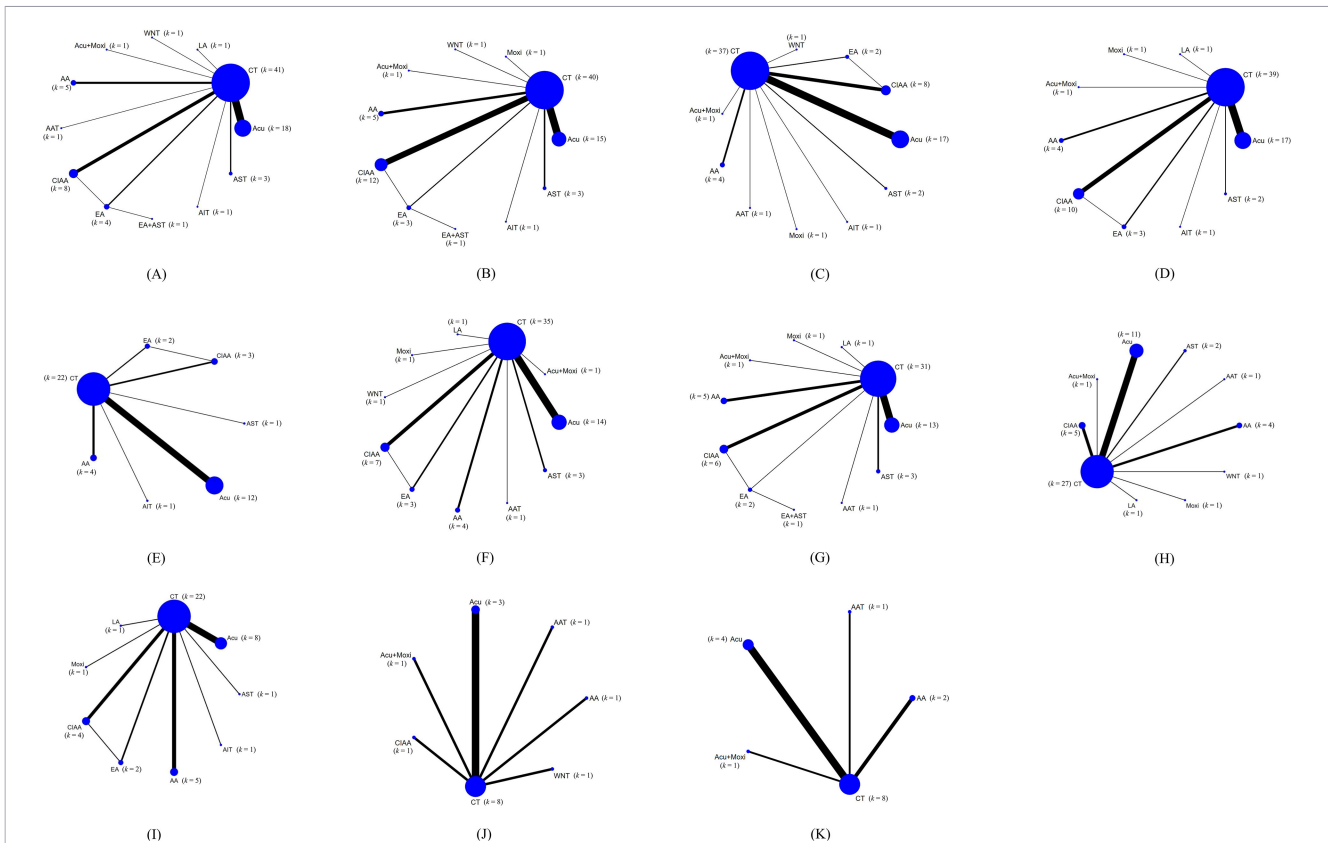 WNT (k = 1)
LA (k = 1)
Acu+Moxi (k = 1)
CT (k = 41)
AA
(k = 5)
Acu (k = 18)
AAT
(k = 1)
CIAA
(k = 8)
AST (k = 3)
EA
(k = 4)
AIT (k = 1)
EA+AST (k = 1)
(A)
WNT (k = 1)
Moxi (k = 1)
Acu+Moxi
(k = 1)
CT (k = 40)
AA
(k = 5)
Acu (k = 15)
CIAA
(k = 12)
AST (k = 3)
EA
(k = 3)
AIT (k = 1)
EA+AST
(k = 1)
(B)
(k = 1)
WNT
(k = 37) CT
EA (k = 2)
CIAA (k = 8)
Acu+Moxi
(k = 1)
Acu (k = 17)
AA
(k = 4)
AST (k = 2)
AAT (k = 1)
Moxi (k = 1)
AIT (k = 1)
(C)
Moxi (k = 1)
LA (k = 1)
CT (k = 39)
Acu+Moxi
(k = 1)
AA
(k = 4)
Acu (k = 17)
CIAA
(k = 10)
AST (k = 2)
EA (k = 3)
AIT (k = 1)
(D)
EA (k = 2)
CIAA (k = 3)
(k = 22) CT
AST (k = 1)
AA
(k = 4)
Acu (k = 12)
AIT (k = 1)
(E)
(k = 1)
LA
CT (k = 35)
Moxi
(k = 1)
Acu+Moxi (k = 1)
WNT
(k = 1)
Acu (k = 14)
CIAA
(k = 7)
AST (k = 3)
EA
(k = 3)
AAT
(k = 1)
AA
(k = 4)
(F)
Moxi (k = 1)
LA (k = 1)
Acu+Moxi
(k = 1)
CT (k = 31)
(k = 5) AA
Acu (k = 13)
CIAA
(k = 6)
AST (k = 3)
EA
(k = 2)
AAT (k = 1)
EA+AST
(k = 1)
(G)
(k = 11)
Acu
AST (k = 2)
Acu+Moxi
(k = 1)
AAT
(k = 1)
CIAA
(k = 5)
AA (k = 4)
(k = 27) CT
WNT (k = 1)
LA
(k = 1)
Moxi (k = 1)
(H)
CT (k = 22)
LA
(k = 1)
Acu (k = 8)
Moxi
(k = 1)
AST (k = 1)
CIAA
(k = 4)
AIT (k = 1)
EA (k = 2)
AA (k = 5)
(I)
Acu (k = 3)
AAT (k = 1)
Acu+Moxi
(k = 1)
AA (k = 1)
CIAA
(k = 1)
WNT (k = 1)
CT (k = 8)
(J)
AAT (k = 1)
(k = 4) Acu
AA (k = 2)
Acu+Moxi
(k = 1)
CT (k = 8)
(K)